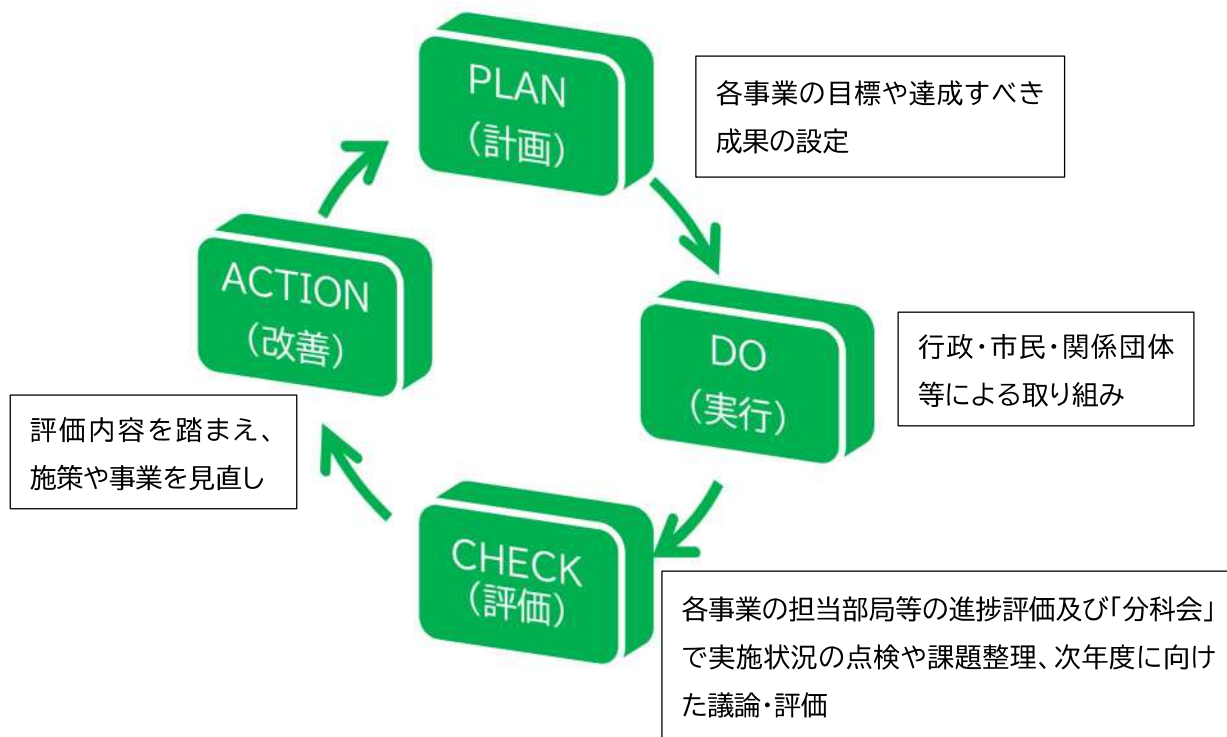 PLAN
（計画）
各事業の目標や達成すべき
成果の設定
DO
（実行）
行政・市民・関係団体
等による取り組み
CHECK
（評価）
各事業の担当部局等の進捗評価及び「分科会」
で実施状況の点検や課題整理、次年度に向け
た議論・評価
ACTION
（改善）
評価内容を踏まえ、
施策や事業を見直し